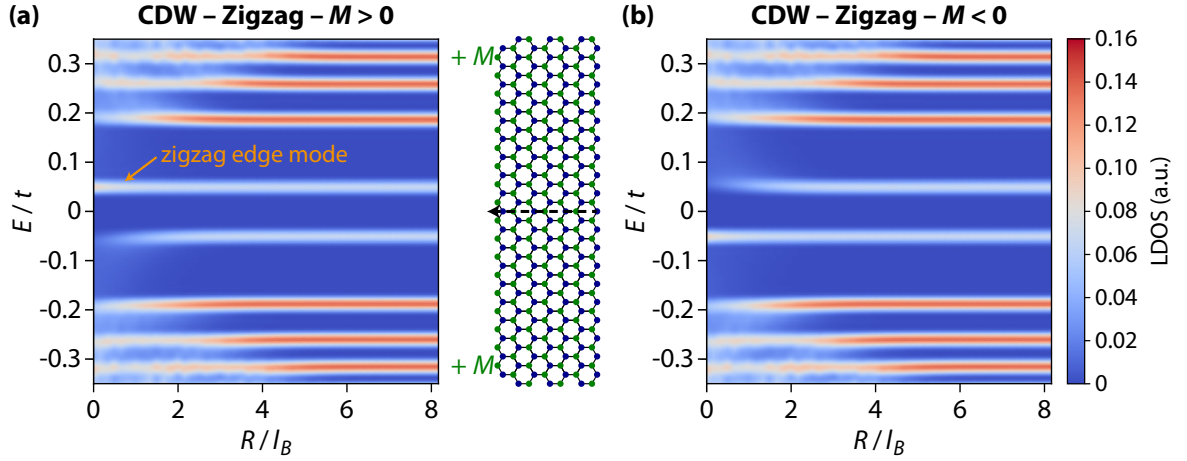 (a) CDW – Zigzag – M > 0
(b) CDW – Zigzag – M < 0
E / t
0.3
0.2
0.1
0
-0.1
-0.2
-0.3
zigzag edge mode
0 2 4 6 8
R / l_B
+ M
+ M
E / t
0.3
0.2
0.1
0
-0.1
-0.2
-0.3
0 2 4 6 8
R / l_B
0.16
0.14
0.12
0.10
0.08
0.06
0.04
0.02
0
LDOS (a.u.)